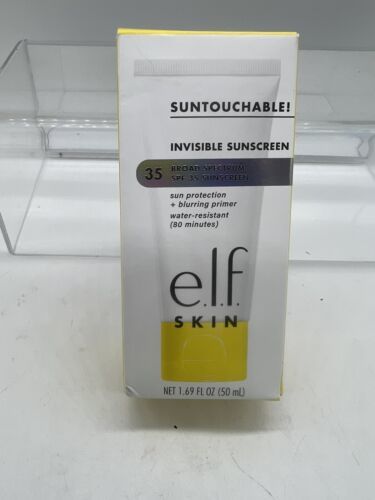 SUNTOUCHABLE!
INVISIBLE SUNSCREEN
35 BROAD SPECTRUM
SPF 35 SUNSCREEN
sun protection
+ blurring primer
water-resistant
(80 minutes)
e.l.f.
SKIN
e
NET 1.69 FL OZ (50 mL)